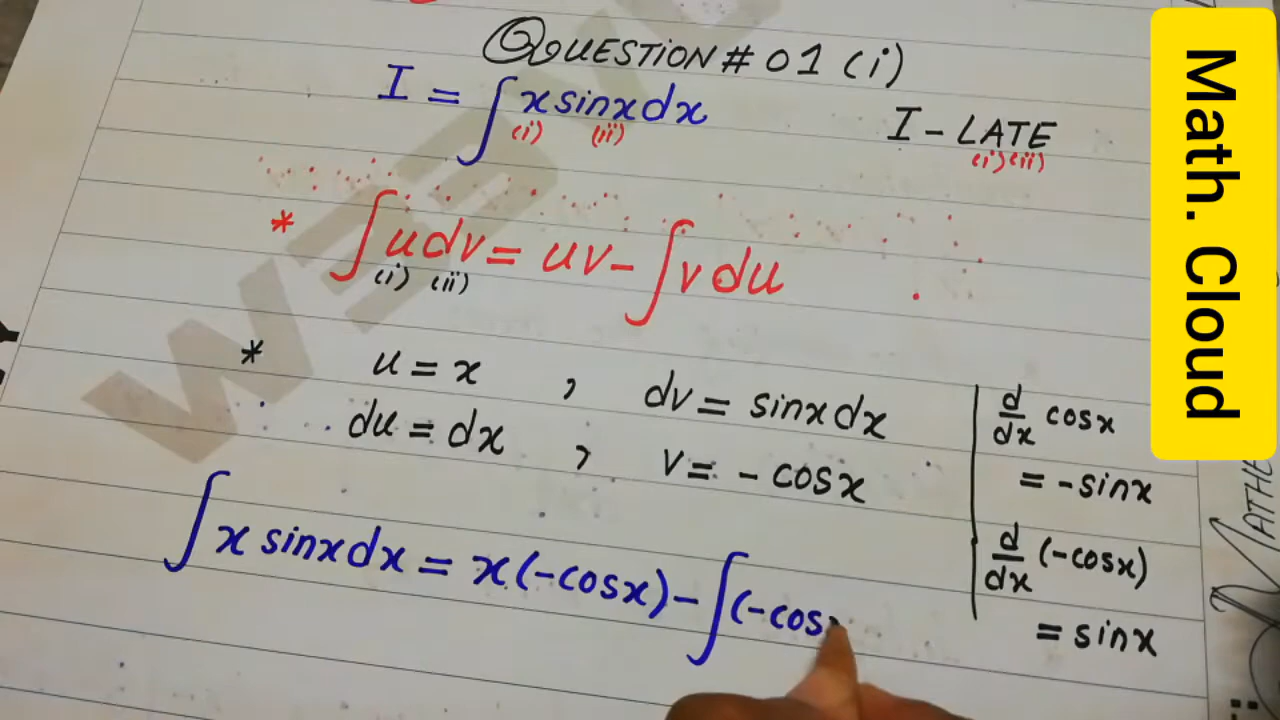 QUESTION # 01 (i)
I = ∫ x sinx dx
(i) (ii)
I - LATE
(i) (ii)
* ∫ u dv = uv - ∫ v du
(i) (ii)
* u = x , dv = sinx dx
du = dx , v = - cosx
d/dx cosx
= -sinx
d/dx (-cosx)
= sinx
∫ x sinx dx = x(-cosx) - ∫ (-cos
Math. Cloud